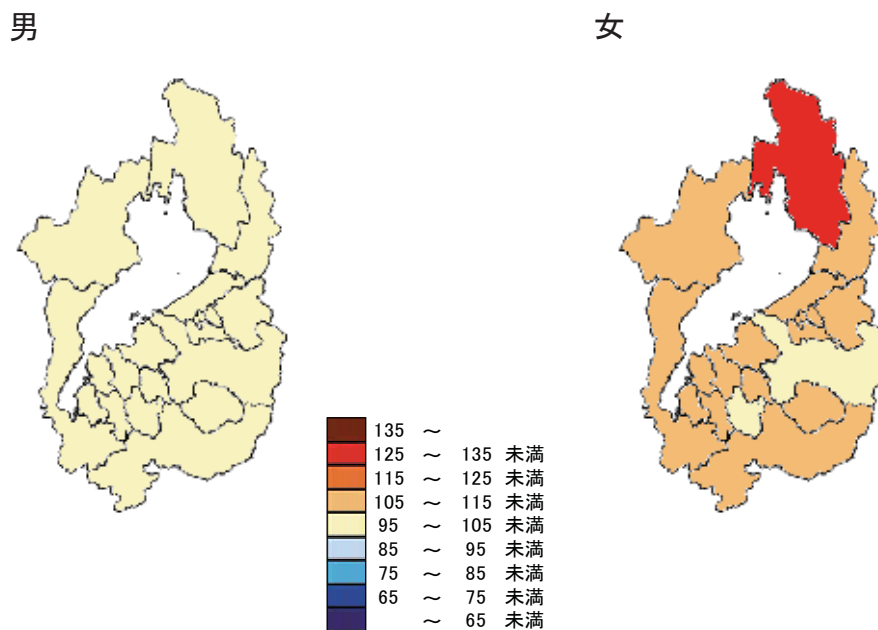 男
女
135 ～
125 ～ 135 未満
115 ～ 125 未満
105 ～ 115 未満
95 ～ 105 未満
85 ～ 95 未満
75 ～ 85 未満
65 ～ 75 未満
～ 65 未満